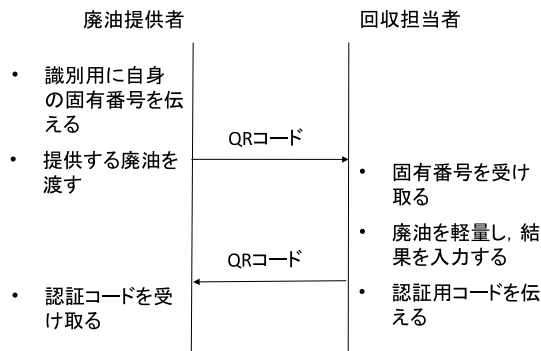 廃油提供者
回収担当者
• 識別用に自身
の固有番号を伝
える
• 提供する廃油を
渡す
QRコード
• 固有番号を受け
取る
• 廃油を軽量し, 結
果を入力する
• 認証用コードを伝
える
QRコード
• 認証コードを受
け取る